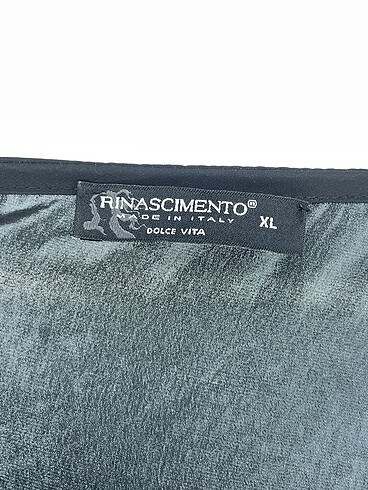 RINASCIMENTO®
MADE IN ITALY
XL
DOLCE VITA